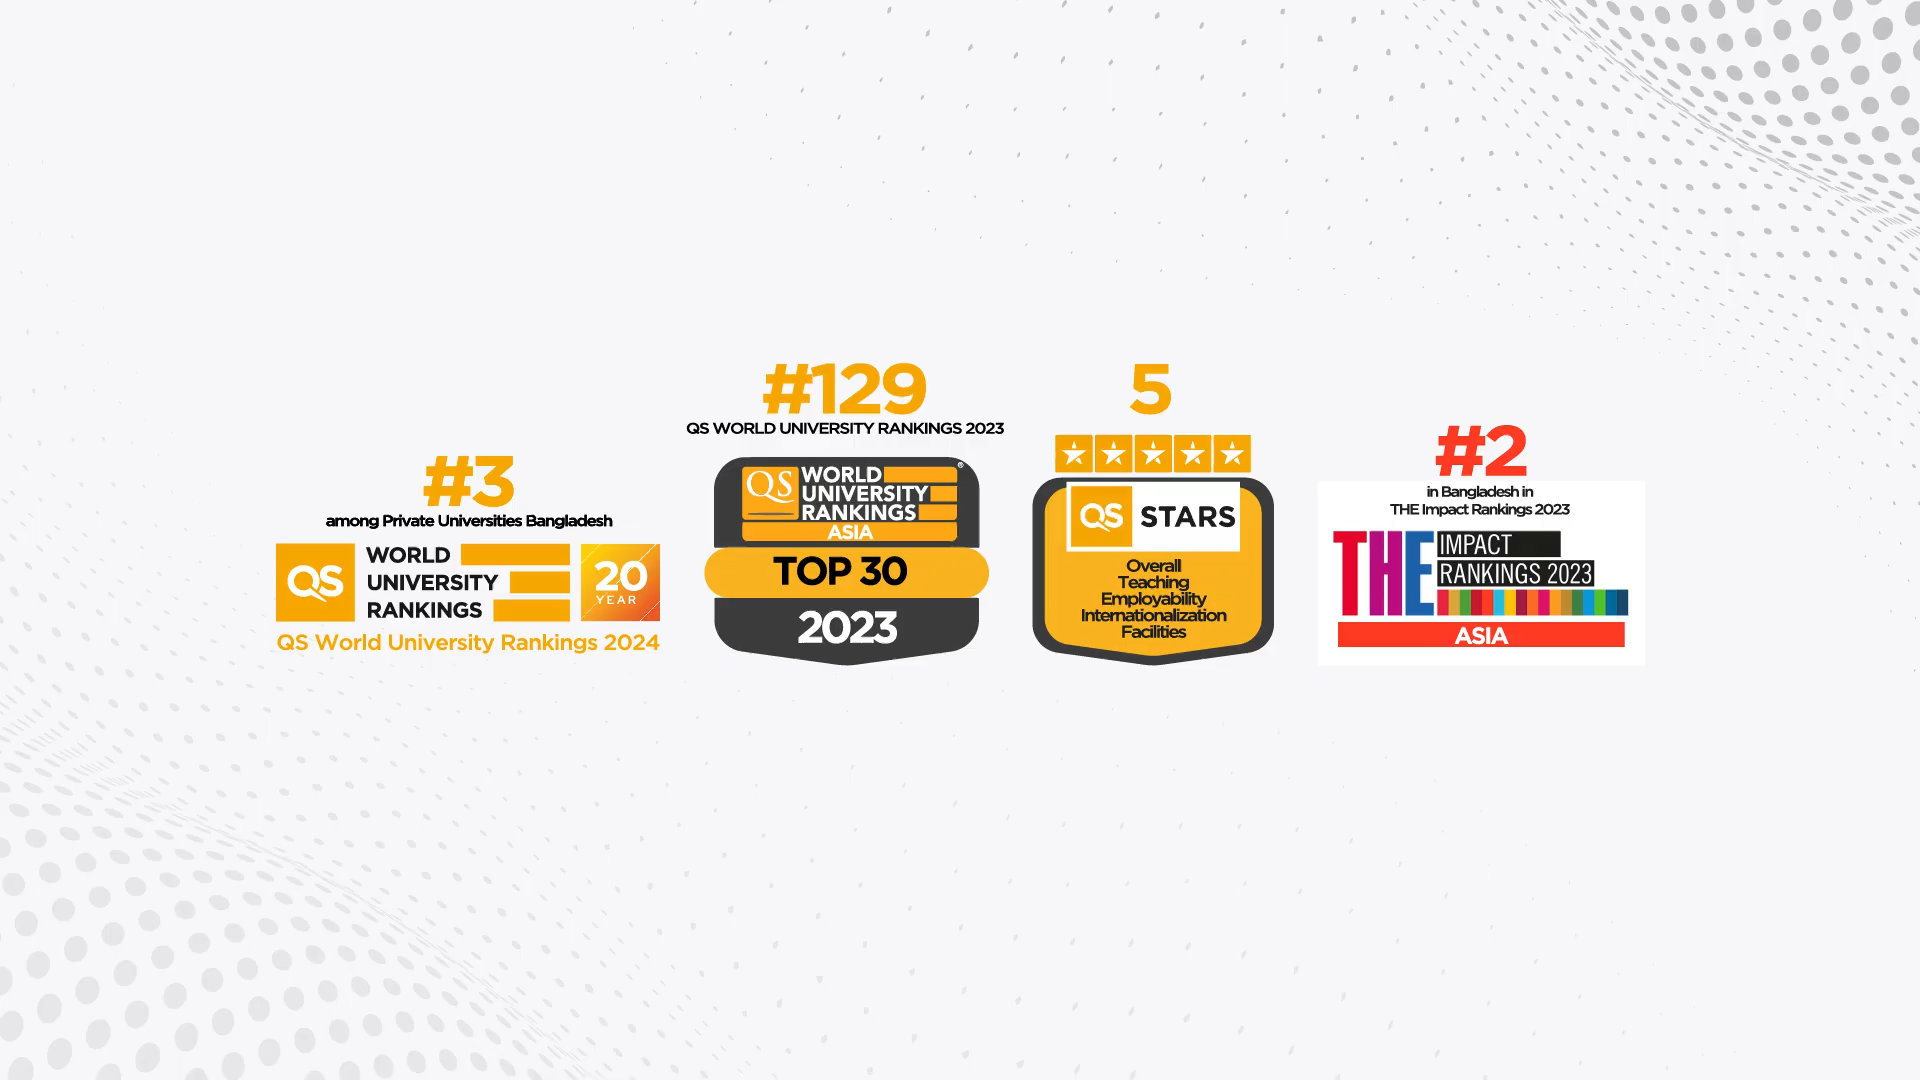 #3
among Private Universities Bangladesh
QS
WORLD
UNIVERSITY
RANKINGS
20
YEAR
QS World University Rankings 2024
#129
QS WORLD UNIVERSITY RANKINGS 2023
QS
WORLD
UNIVERSITY
RANKINGS
®
ASIA
TOP 30
2023
5
QS STARS
Overall
Teaching
Employability
Internationalization
Facilities
#2
in Bangladesh in
THE Impact Rankings 2023
THE
IMPACT
RANKINGS 2023
ASIA